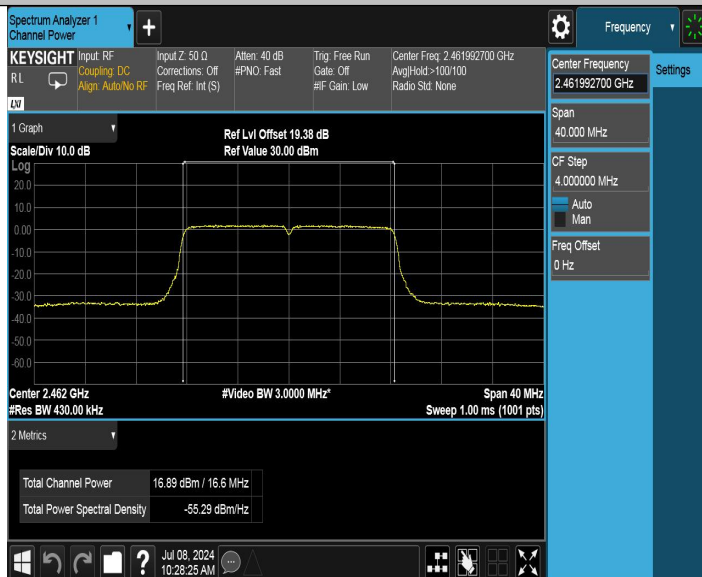 Spectrum Analyzer 1
Channel Power
+
Frequency
KEYSIGHT
RL
LXI
Input: RF
Coupling: DC
Align: Auto/No RF
Input Z: 50 Ω
Corrections: Off
Freq Ref: Int (S)
Atten: 40 dB
#PNO: Fast
Trig: Free Run
Gate: Off
#IF Gain: Low
Center Freq: 2.461992700 GHz
Avg|Hold:>100/100
Radio Std: None
Center Frequency
2.461992700 GHz
Settings
Span
40.000 MHz
CF Step
4.000000 MHz
Auto
Man
Freq Offset
0 Hz
1 Graph
Scale/Div 10.0 dB
Ref Lvl Offset 19.38 dB
Ref Value 30.00 dBm
Log
20.0
10.0
0.00
-10.0
-20.0
-30.0
-40.0
-50.0
-60.0
Center 2.462 GHz
#Video BW 3.0000 MHz*
Span 40 MHz
#Res BW 430.00 kHz
Sweep 1.00 ms (1001 pts)
2 Metrics
Total Channel Power 16.89 dBm / 16.6 MHz
Total Power Spectral Density -55.29 dBm/Hz
?
Jul 08, 2024
10:28:25 AM